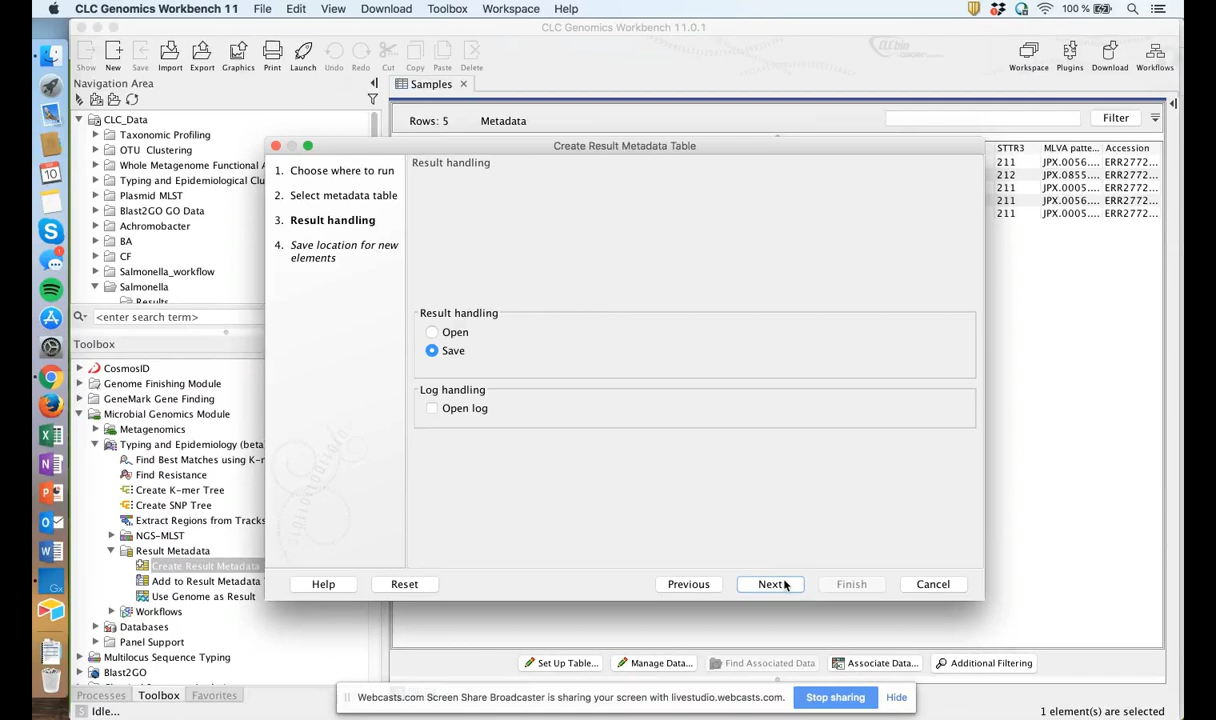 CLC Genomics Workbench 11 File Edit View Download Toolbox Workspace Help 100 %
CLC Genomics Workbench 11.0.1
Show New Save Import Export Graphics Print Launch Undo Redo Cut Copy Paste Delete Workspace Plugins Download Workflows
Navigation Area
Samples
CLC_Data
Taxonomic Profiling
OTU Clustering
Whole Metagenome Functional A
Typing and Epidemiological Clu
Plasmid MLST
Blast2GO GO Data
Achromobacter
BA
CF
Salmonella_workflow
Salmonella
Results
<enter search term>
Rows: 5 Metadata Filter
STTR3 MLVA patte... Accession
211 JPX.0056.... ERR2772...
212 JPX.0855.... ERR2772...
211 JPX.0005.... ERR2772...
211 JPX.0056.... ERR2772...
211 JPX.0005.... ERR2772...
Create Result Metadata Table
1. Choose where to run
2. Select metadata table
3. Result handling
4. Save location for new
elements
Result handling
Result handling
Open
Save
Log handling
Open log
Help Reset Previous Next Finish Cancel
Toolbox
CosmosID
Genome Finishing Module
GeneMark Gene Finding
Microbial Genomics Module
Metagenomics
Typing and Epidemiology (beta
Find Best Matches using K-m
Find Resistance
Create K-mer Tree
Create SNP Tree
Extract Regions from Tracks
NGS-MLST
Result Metadata
Create Result Metadata
Add to Result Metadata
Use Genome as Result
Workflows
Databases
Panel Support
Multilocus Sequence Typing
Blast2GO
Processes Toolbox Favorites
Idle...
Set Up Table... Manage Data... Find Associated Data Associate Data... Additional Filtering
Webcasts.com Screen Share Broadcaster is sharing your screen with livestudio.webcasts.com. Stop sharing Hide
1 element(s) are selected